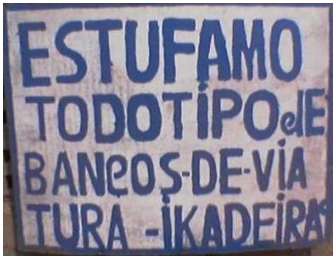 ESTUFAMO
TODOTiPOdE
BANCOS-DE-ViA
TURA-iKADEiRAS